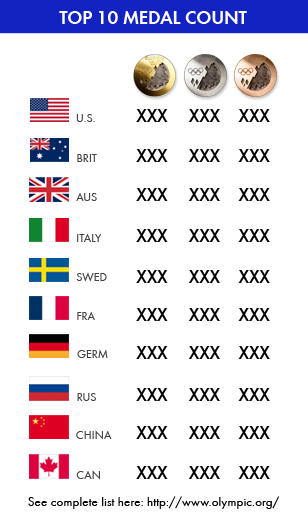 TOP 10 MEDAL COUNT
U.S. XXX XXX XXX
BRIT XXX XXX XXX
AUS XXX XXX XXX
ITALY XXX XXX XXX
SWED XXX XXX XXX
FRA XXX XXX XXX
GERM XXX XXX XXX
RUS XXX XXX XXX
CHINA XXX XXX XXX
CAN XXX XXX XXX
See complete list here: http://www.olympic.org/